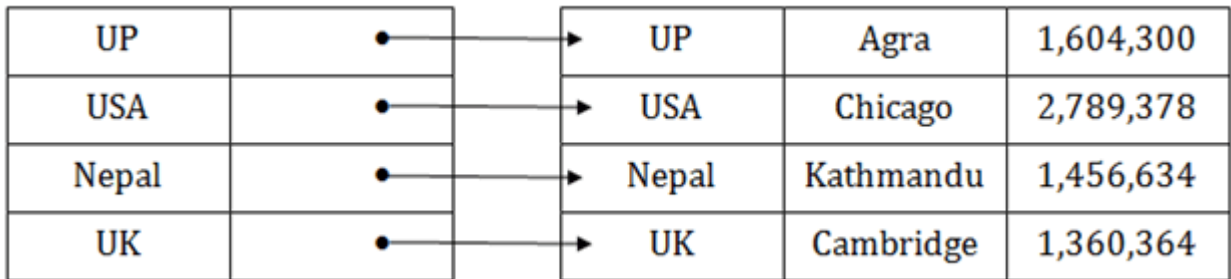 UP UP Agra 1,604,300
USA USA Chicago 2,789,378
Nepal Nepal Kathmandu 1,456,634
UK UK Cambridge 1,360,364